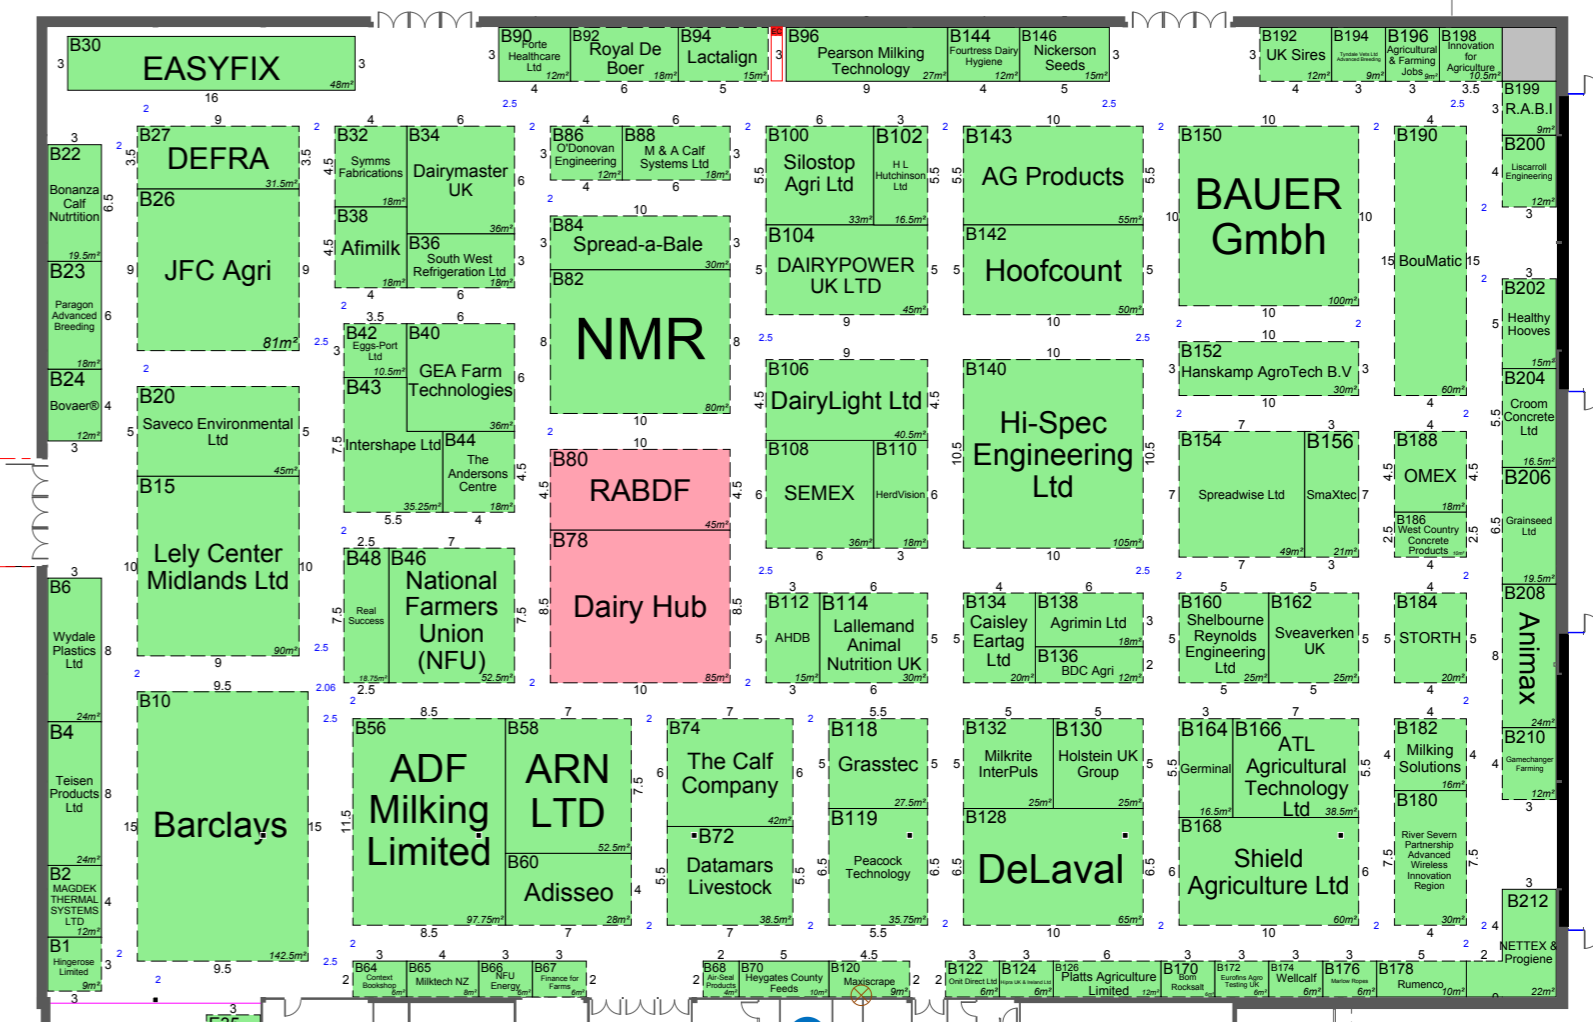 B30
EASYFIX
48m²
B90
Forte
Healthcare
Ltd
12m²
B92
Royal De
Boer
18m²
B94
Lactalign
15m²
B96
Pearson Milking
Technology
27m²
B144
Fourtress Dairy
Hygiene
12m²
B146
Nickerson
Seeds
15m²
B192
UK Sires
12m²
B194
Tyndale Vets Ltd
Advanced Breeding
9m²
B196
Agricultural
& Farming
Jobs
9m²
B198
Innovation
for
Agriculture
10.5m²
B199
R.A.B.I
9m²
B200
Liscarroll
Engineering
12m²
B22
Bonanza
Calf
Nutrtition
19.5m²
B23
Paragon
Advanced
Breeding
18m²
B24
Bovaer®
12m²
B27
DEFRA
31.5m²
B26
JFC Agri
81m²
B20
Saveco Environmental
Ltd
45m²
B15
Lely Center
Midlands Ltd
90m²
B32
Symms
Fabrications
18m²
B34
Dairymaster
UK
36m²
B38
Afimilk
18m²
B36
South West
Refrigeration Ltd
18m²
B42
Eggs-Port
Ltd
10.5m²
B40
GEA Farm
Technologies
36m²
B43
Intershape Ltd
35.25m²
B44
The
Andersons
Centre
18m²
B48
Real
Success
18.75m²
B46
National
Farmers
Union
(NFU)
52.5m²
B86
O'Donovan
Engineering
12m²
B88
M & A Calf
Systems Ltd
18m²
B84
Spread-a-Bale
30m²
B82
NMR
80m²
B80
RABDF
45m²
B78
Dairy Hub
85m²
B100
Silostop
Agri Ltd
33m²
B102
H L
Hutchinson
Ltd
16.5m²
B104
DAIRYPOWER
UK LTD
45m²
B106
DairyLight Ltd
40.5m²
B108
SEMEX
36m²
B110
HerdVision
18m²
B112
AHDB
15m²
B114
Lallemand
Animal
Nutrition UK
30m²
B143
AG Products
55m²
B142
Hoofcount
50m²
B140
Hi-Spec
Engineering
Ltd
105m²
B134
Caisley
Eartag
Ltd
20m²
B138
Agrimin Ltd
18m²
B136
BDC Agri
12m²
B150
BAUER
Gmbh
100m²
B152
Hanskamp AgroTech B.V
30m²
B154
Spreadwise Ltd
49m²
B156
SmaXtec
21m²
B160
Shelbourne
Reynolds
Engineering
Ltd
25m²
B162
Sveaverken
UK
25m²
B190
BouMatic
60m²
B188
OMEX
18m²
B186
West Country
Concrete
Products
10m²
B184
STORTH
20m²
B202
Healthy
Hooves
15m²
B204
Croom
Concrete
Ltd
16.5m²
B206
Grainseed
Ltd
19.5m²
B208
Animax
24m²
B210
Gamechanger
Farming
12m²
B212
NETTEX &
Progiene
22m²
B6
Wydale
Plastics
Ltd
24m²
B4
Teisen
Products
Ltd
24m²
B2
MAGDEK
THERMAL
SYSTEMS
LTD
12m²
B1
Hingerose
Limited
9m²
B10
Barclays
142.5m²
B56
ADF
Milking
Limited
97.75m²
B58
ARN
LTD
52.5m²
B60
Adisseo
28m²
B74
The Calf
Company
42m²
B72
Datamars
Livestock
38.5m²
B118
Grasstec
27.5m²
B119
Peacock
Technology
35.75m²
B132
Milkrite
InterPuls
25m²
B130
Holstein UK
Group
25m²
B128
DeLaval
65m²
B164
Germinal
16.5m²
B166
ATL
Agricultural
Technology
Ltd
38.5m²
B168
Shield
Agriculture Ltd
60m²
B182
Milking
Solutions
16m²
B180
River Severn
Partnership
Advanced
Wireless
Innovation
Region
30m²
B64
Context
Bookshop
6m²
B65
Milktech NZ
8m²
B66
NFU
Energy
6m²
B67
Finance for
Farms
6m²
B68
Air-Seal
Products
4m²
B70
Heygates County
Feeds
10m²
B120
Maxiscrape
9m²
B122
Onit Direct Ltd
6m²
B124
6m²
B126
Platts Agriculture
Limited
12m²
B170
Bom
Rocksalt
B172
Eurofins Agro
Testing UK
6m²
B174
Wellcalf
6m²
B176
Marlow Ropes
6m²
B178
Rumenco
10m²